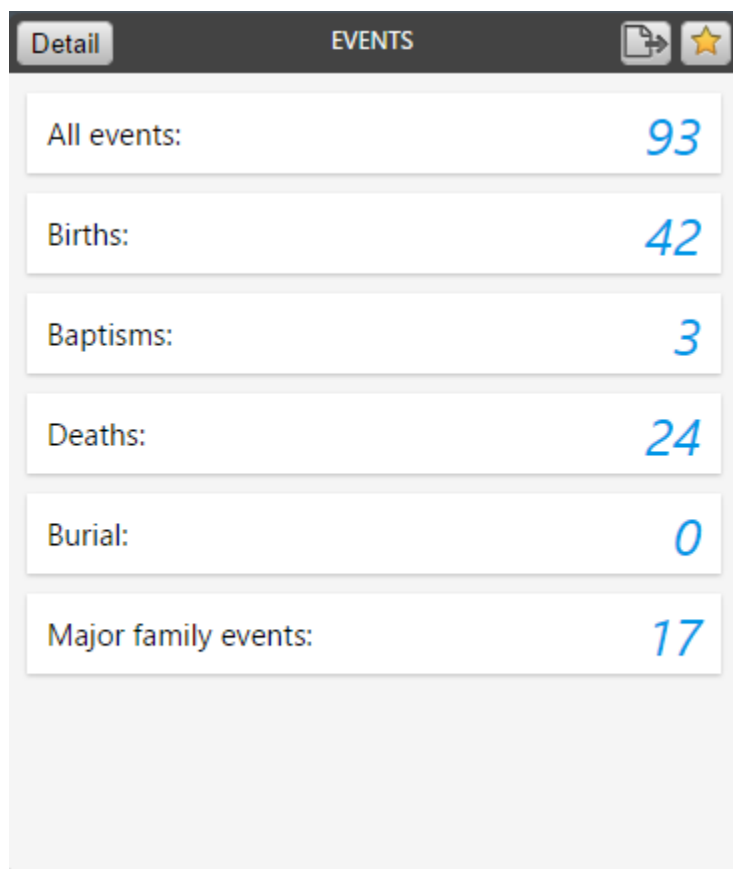 Detail EVENTS
All events: 93
Births: 42
Baptisms: 3
Deaths: 24
Burial: 0
Major family events: 17